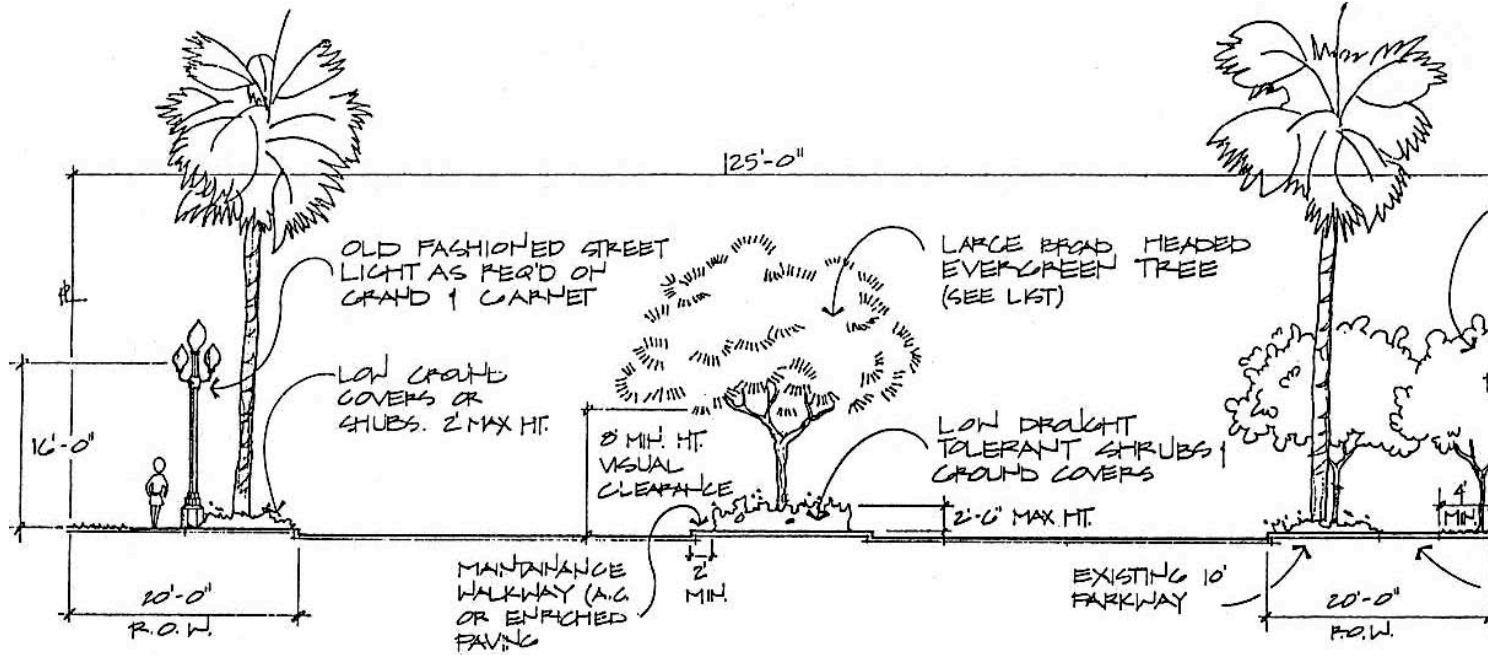 125'-0"
OLD FASHIONED STREET
LIGHT AS REQ'D ON
GRAND & GARNET
LARGE BROAD HEADED
EVERGREEN TREE
(SEE LIST)
LOW GROUND
COVERS OR
SHUBS. 2' MAX HT.
16'-0"
8' MIN. HT.
VISUAL
CLEARANCE
LOW DROUGHT
TOLERANT SHRUBS &
GROUND COVERS
2'-6" MAX HT.
4'
MIN.
MAINTAINANCE
WALKWAY (A.C.
OR ENRICHED
PAVING
2'
MIN.
EXISTING 10'
PARKWAY
20'-0"
R.O.W.
20'-0"
R.O.W.